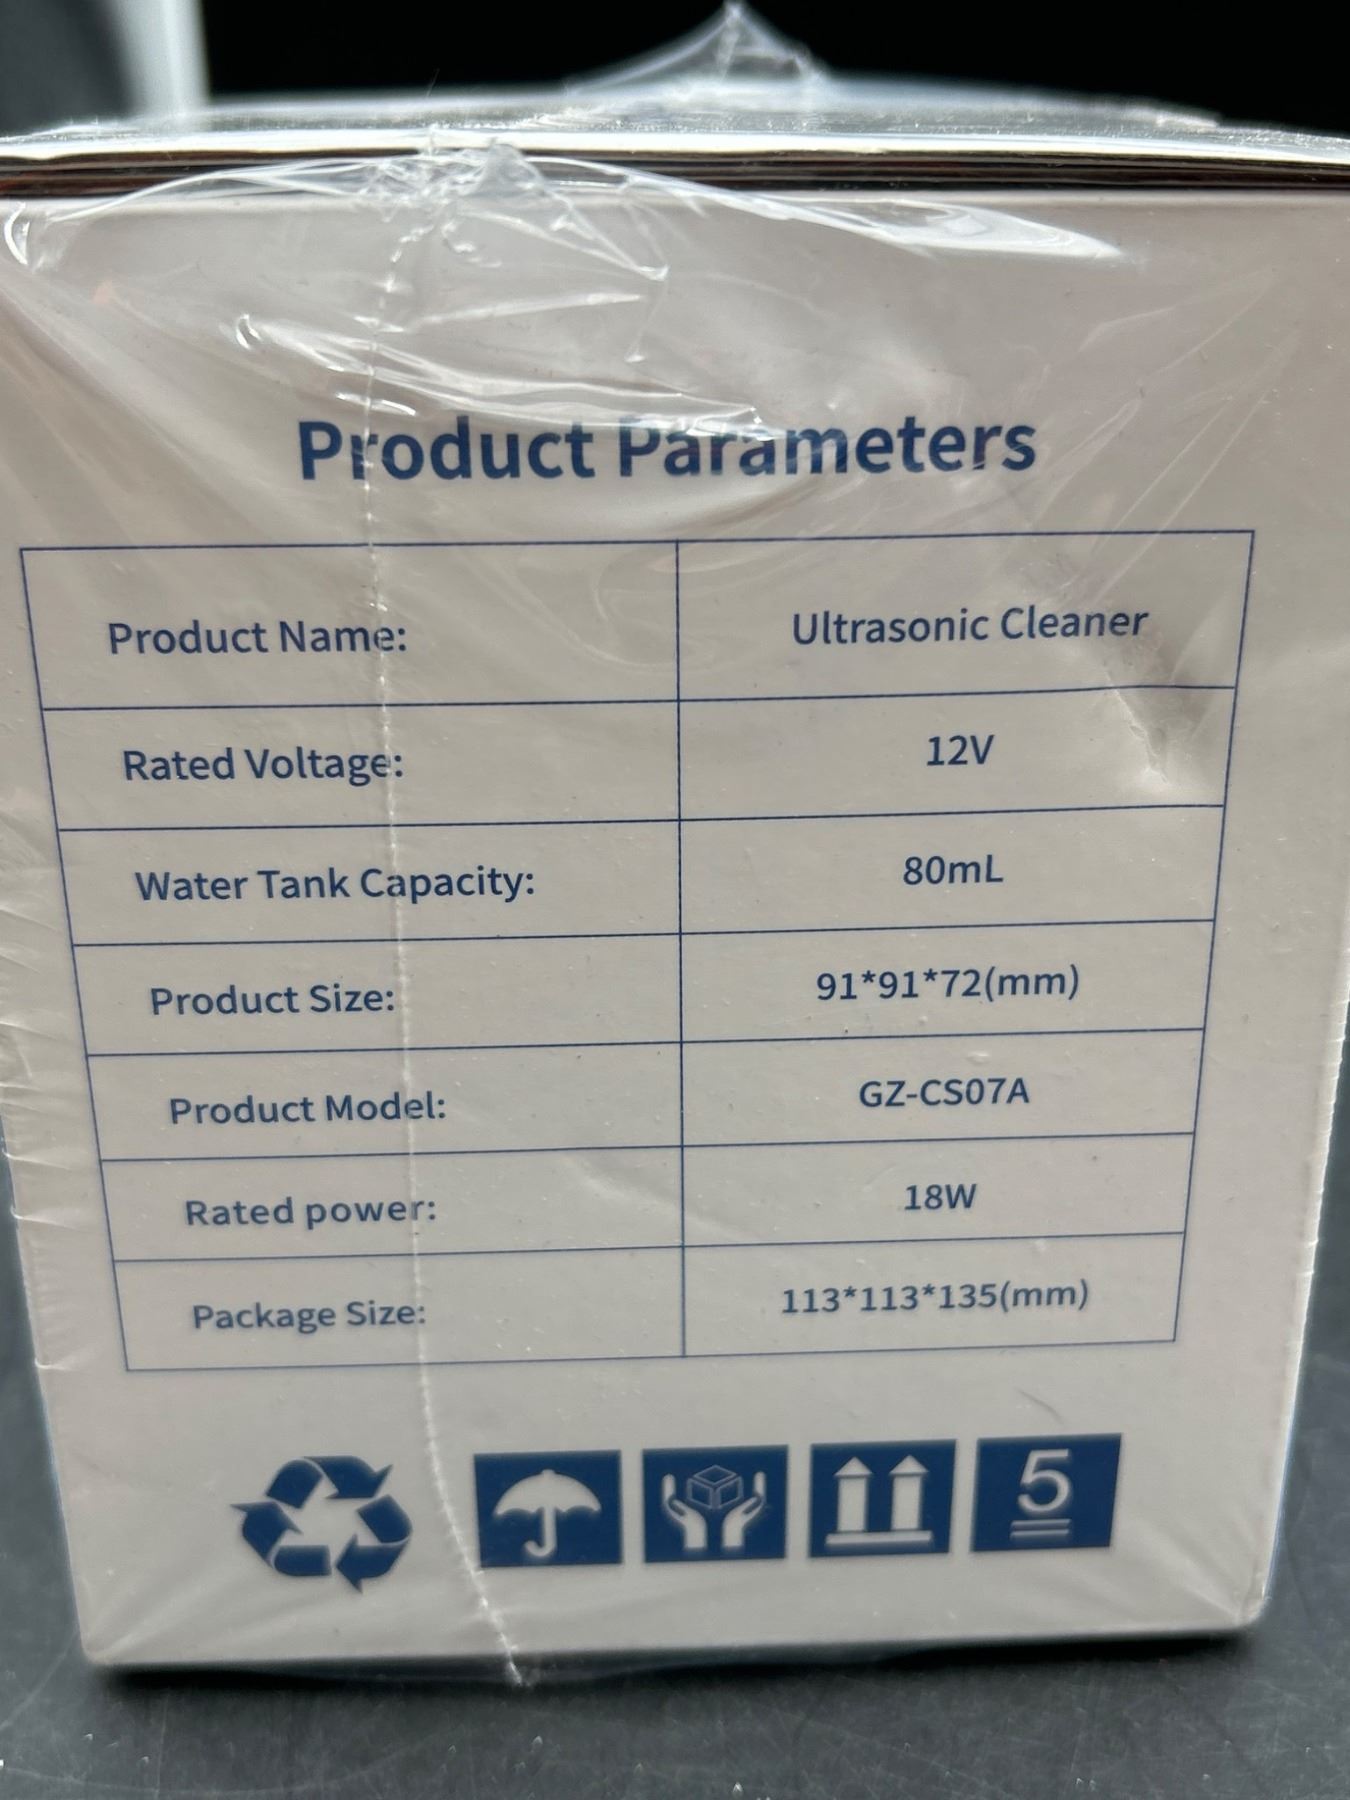 Product Parameters
Product Name: Ultrasonic Cleaner
Rated Voltage: 12V
Water Tank Capacity: 80mL
Product Size: 91*91*72(mm)
Product Model: GZ-CS07A
Rated power: 18W
Package Size: 113*113*135(mm)
5